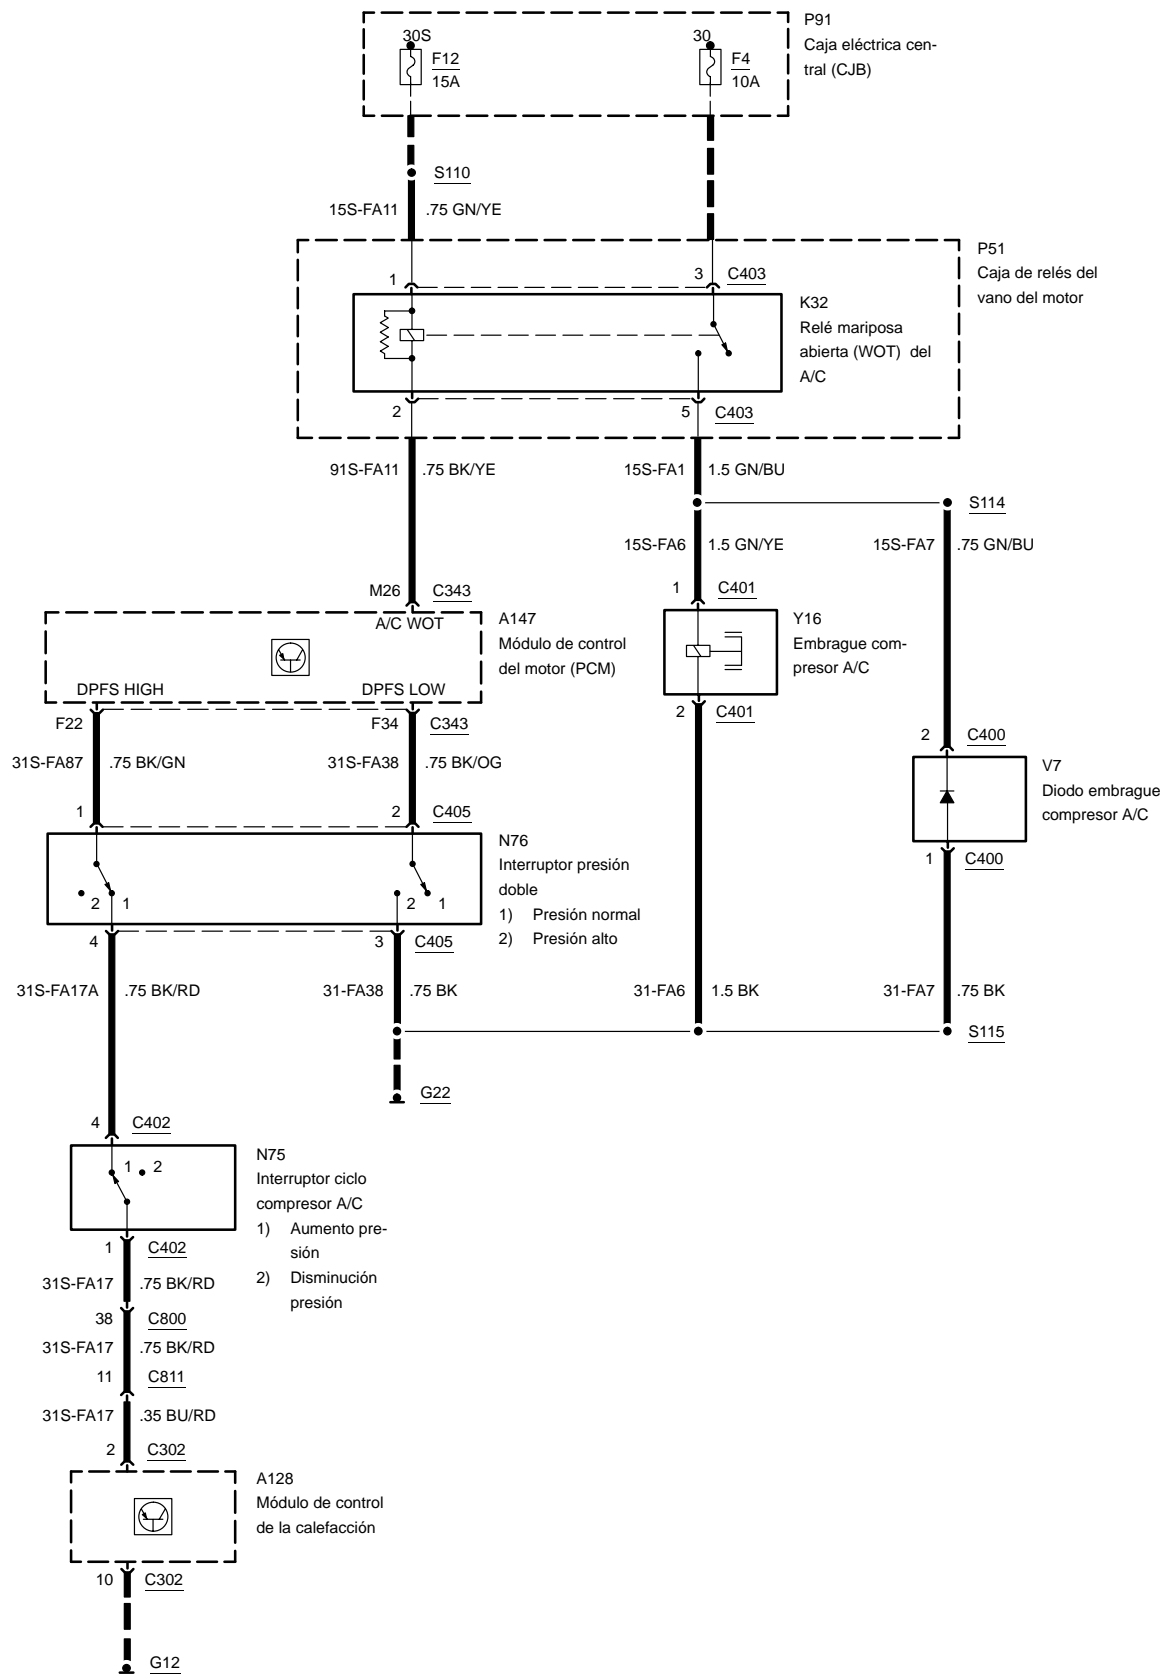 P91
Caja eléctrica cen-
tral (CJB)
30S
30
F12
15A
F4
10A
S110
15S-FA11
.75 GN/YE
P51
Caja de relés del
vano del motor
1
3
C403
K32
Relé mariposa
abierta (WOT) del
A/C
2
5
C403
91S-FA11
.75 BK/YE
15S-FA1
1.5 GN/BU
S114
15S-FA6
1.5 GN/YE
15S-FA7
.75 GN/BU
M26
C343
1
C401
A/C WOT
A147
Módulo de control
del motor (PCM)
Y16
Embrague com-
presor A/C
DPFS HIGH
DPFS LOW
F22
F34
C343
2
C401
31S-FA87
.75 BK/GN
31S-FA38
.75 BK/OG
2
C400
V7
Diodo embrague
compresor A/C
1
2
C405
N76
Interruptor presión
doble
1) Presión normal
2) Presión alto
2
1
2
1
1
C400
4
3
C405
31S-FA17A
.75 BK/RD
31-FA38
.75 BK
31-FA6
1.5 BK
31-FA7
.75 BK
S115
G22
4
C402
1
2
N75
Interruptor ciclo
compresor A/C
1) Aumento pre-
sión
2) Disminución
presión
1
C402
31S-FA17
.75 BK/RD
38
C800
31S-FA17
.75 BK/RD
11
C811
31S-FA17
.35 BU/RD
2
C302
A128
Módulo de control
de la calefacción
10
C302
G12